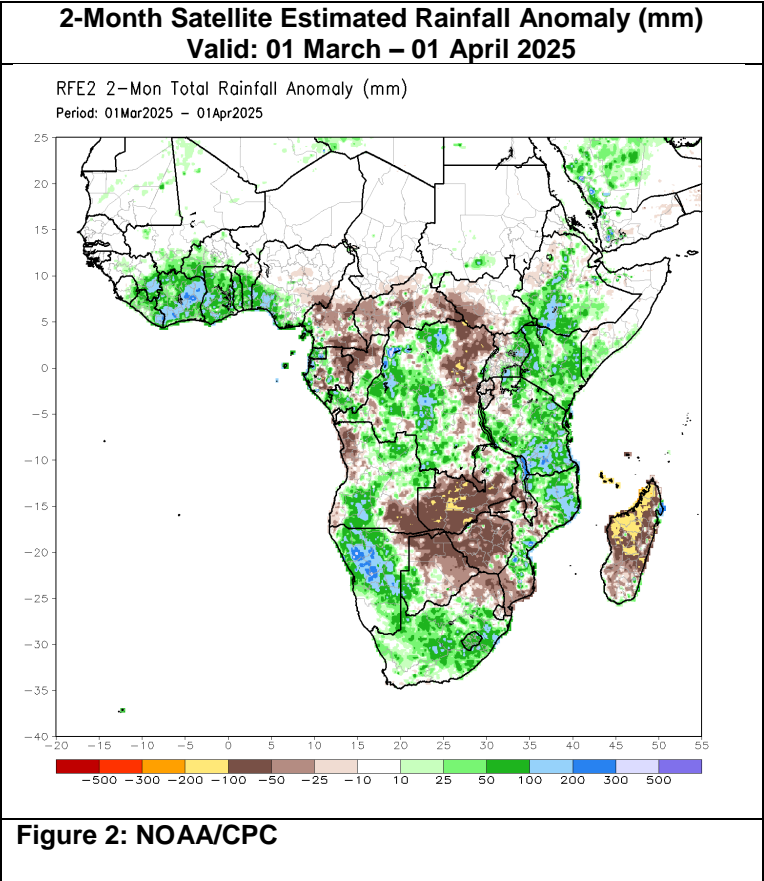 2-Month Satellite Estimated Rainfall Anomaly (mm)
Valid: 01 March – 01 April 2025
RFE2 2-Mon Total Rainfall Anomaly (mm)
Period: 01Mar2025 – 01Apr2025
25
20
15
10
5
0
-5
-10
-15
-20
-25
-30
-35
-40
-20 -15 -10 -5 0 5 10 15 20 25 30 35 40 45 50 55
-500 -300 -200 -100 -50 -25 -10 10 25 50 100 200 300 500
Figure 2: NOAA/CPC